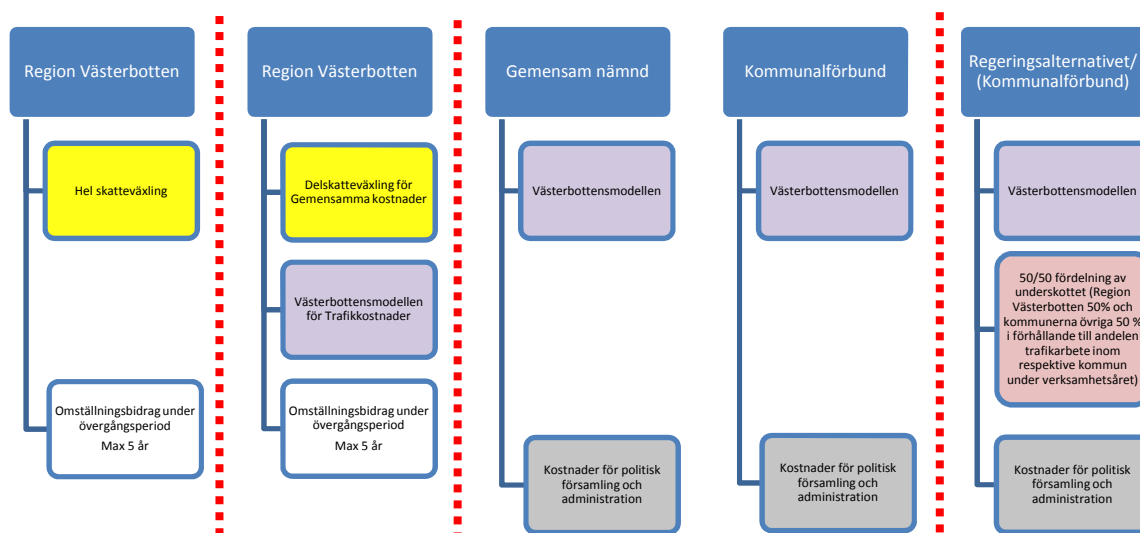 Region Västerbotten
Hel skatteväxling
Omställningsbidrag under
övergångsperiod
Max 5 år
Region Västerbotten
Delskatteväxling för
Gemensamma kostnader
Västerbottensmodellen
för Trafikkostnader
Omställningsbidrag under
övergångsperiod
Max 5 år
Gemensam nämnd
Västerbottensmodellen
Kostnader för politisk
församling och
administration
Kommunalförbund
Västerbottensmodellen
Kostnader för politisk
församling och
administration
Regeringsalternativet/
(Kommunalförbund)
Västerbottensmodellen
50/50 fördelning av
underskottet (Region
Västerbotten 50% och
kommunerna övriga 50 %
i förhållande till andelen
trafikarbete inom
respektive kommun
under verksamhetsåret)
Kostnader för politisk
församling och
administration